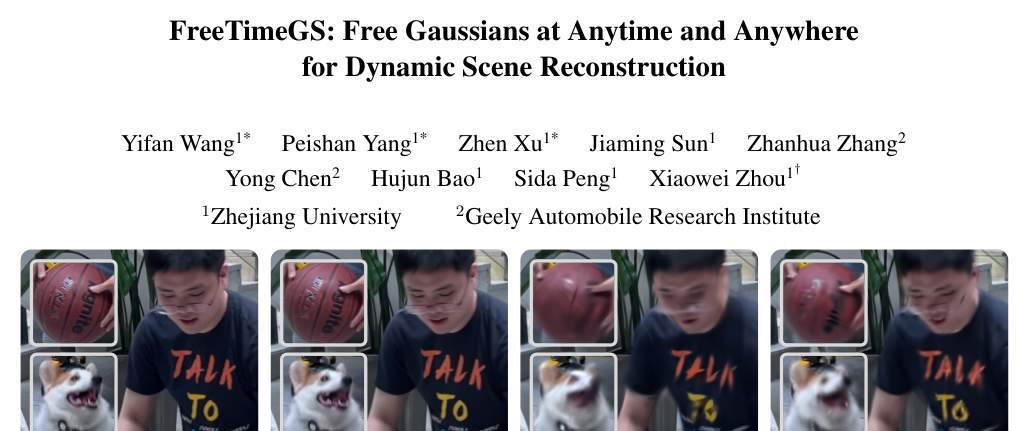 FreeTimeGS: Free Gaussians at Anytime and Anywhere
for Dynamic Scene Reconstruction
Yifan Wang1* Peishan Yang1* Zhen Xu1* Jiaming Sun1 Zhanhua Zhang2
Yong Chen2 Hujun Bao1 Sida Peng1 Xiaowei Zhou1†
1Zhejiang University 2Geely Automobile Research Institute
Ignite
Ignite
TALK
TO
TALK
TO
TALK
TO
TALK
TO